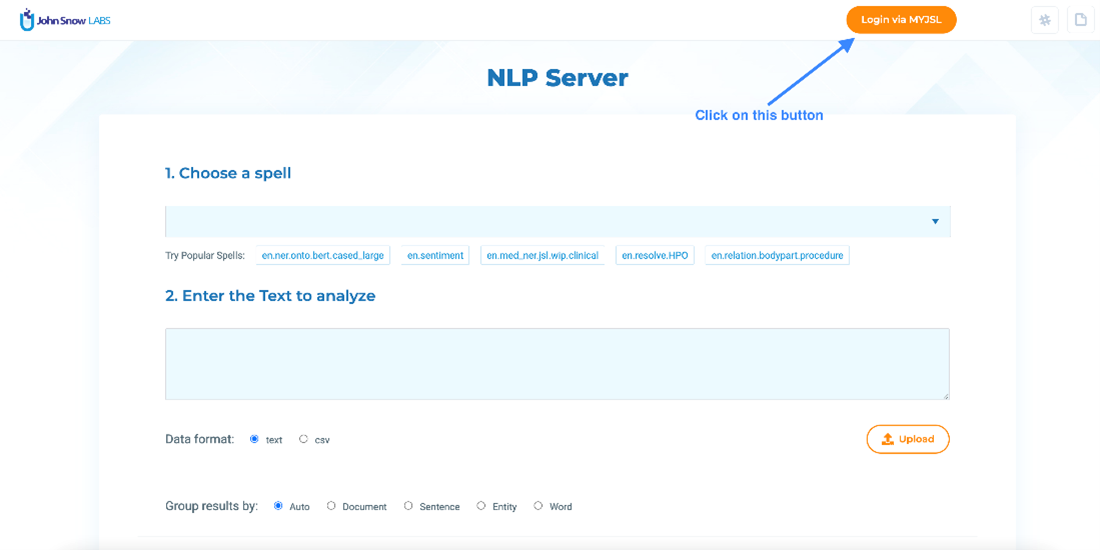 John Snow LABS
Login via MYJSL
NLP Server
Click on this button
1. Choose a spell
Try Popular Spells: en.ner.onto.bert.cased_large en.sentiment en.med_ner.jsl.wip.clinical en.resolve.HPO en.relation.bodypart.procedure
2. Enter the Text to analyze
Data format: text csv
Upload
Group results by: Auto Document Sentence Entity Word